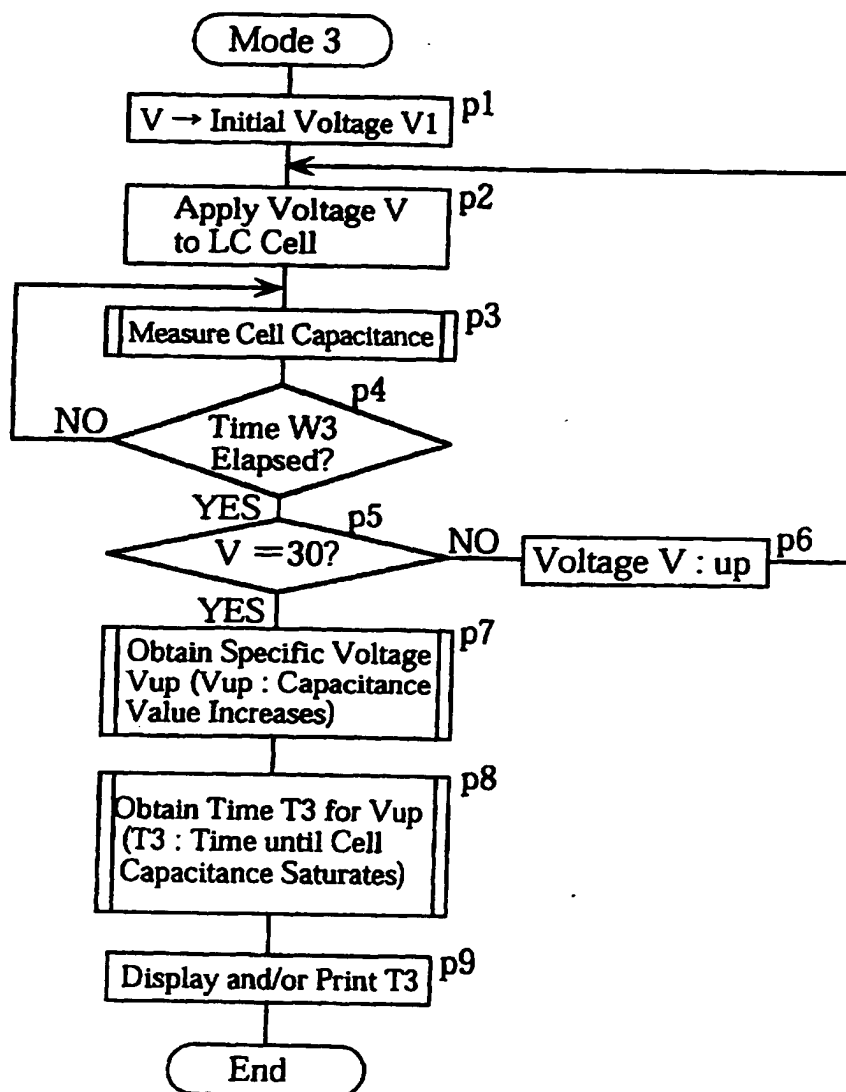 Mode 3
V → Initial Voltage V1
p1
Apply Voltage V
to LC Cell
p2
Measure Cell Capacitance
p3
p4
NO
Time W3
Elapsed?
YES
p5
V = 30?
NO
Voltage V : up
p6
YES
p7
Obtain Specific Voltage
Vup (Vup : Capacitance
Value Increases)
p8
Obtain Time T3 for Vup
(T3 : Time until Cell
Capacitance Saturates)
Display and/or Print T3
p9
End